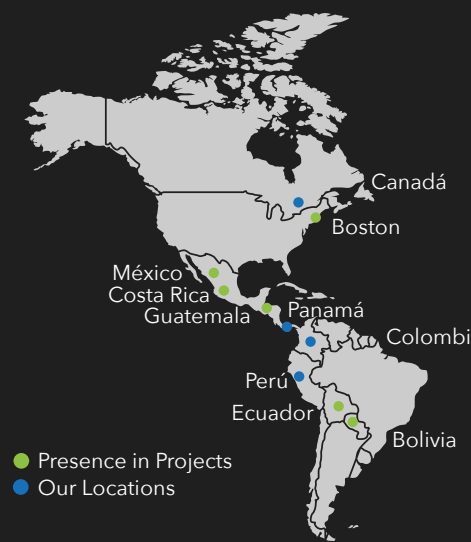 Canadá
Boston
México
Costa Rica
Guatemala
Panamá
Colombi
Perú
Ecuador
Bolivia
Presence in Projects
Our Locations